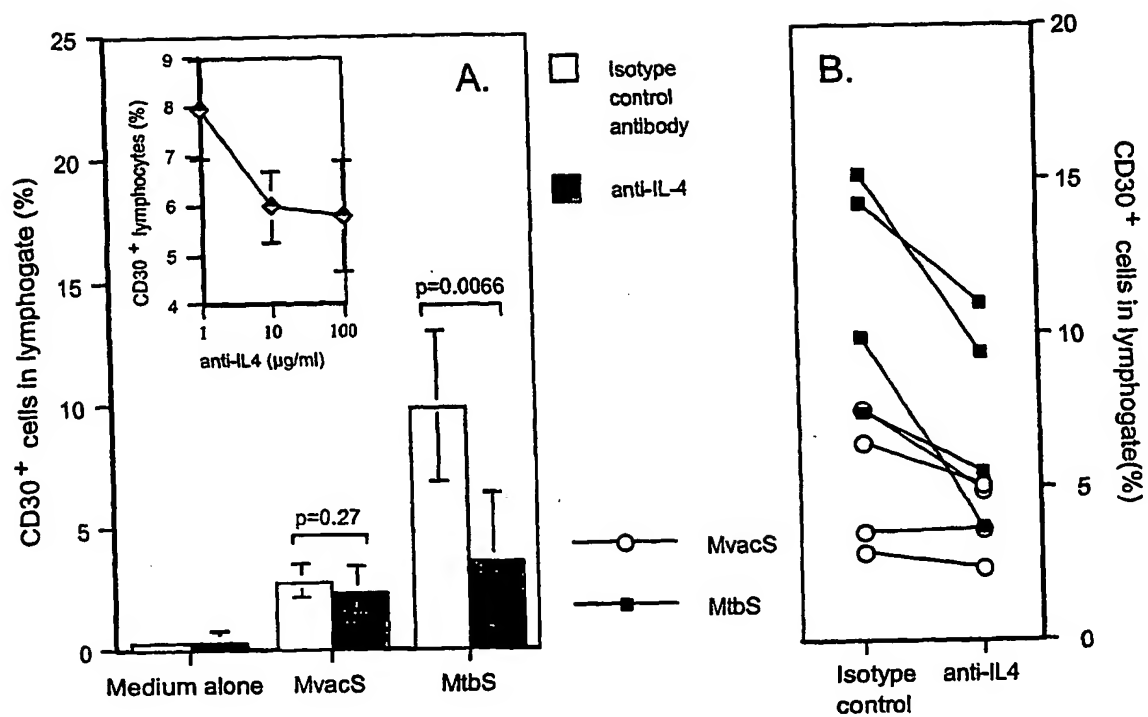 25
20
15
10
5
0
CD30+ cells in lymphogate (%)
9
8
7
6
5
4
CD30+ lymphocytes (%)
1 10 100
anti-IL4 (µg/ml)
A.
p=0.27
p=0.0066
Medium alone MvacS MtbS
Isotype
control
antibody
anti-IL-4
MvacS
MtbS
B.
20
15
10
5
0
CD30+ cells in lymphogate(%)
Isotype
control
anti-IL4